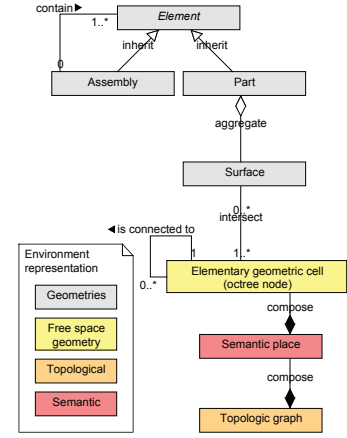 contain
Element
1..*
inherit inherit
0
Assembly Part
aggregate
Surface
0..*
intersect
is connected to
1 1..*
0..*
Elementary geometric cell
(octree node)
compose
Semantic place
compose
Topologic graph
Environment
representation
Geometries
Free space
geometry
Topological
Semantic